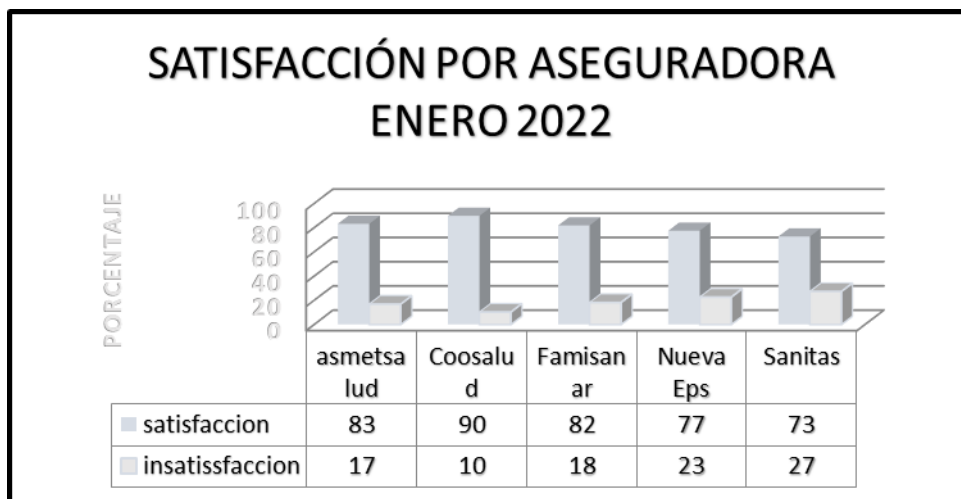 SATISFACCIÓN POR ASEGURADORA
ENERO 2022
PORCENTAJE
100
80
60
40
20
0
asmetsa
lud
Coosalu
d
Famisan
ar
Nueva
Eps
Sanitas
satisfaccion 83 90 82 77 73
insatissfaccion 17 10 18 23 27